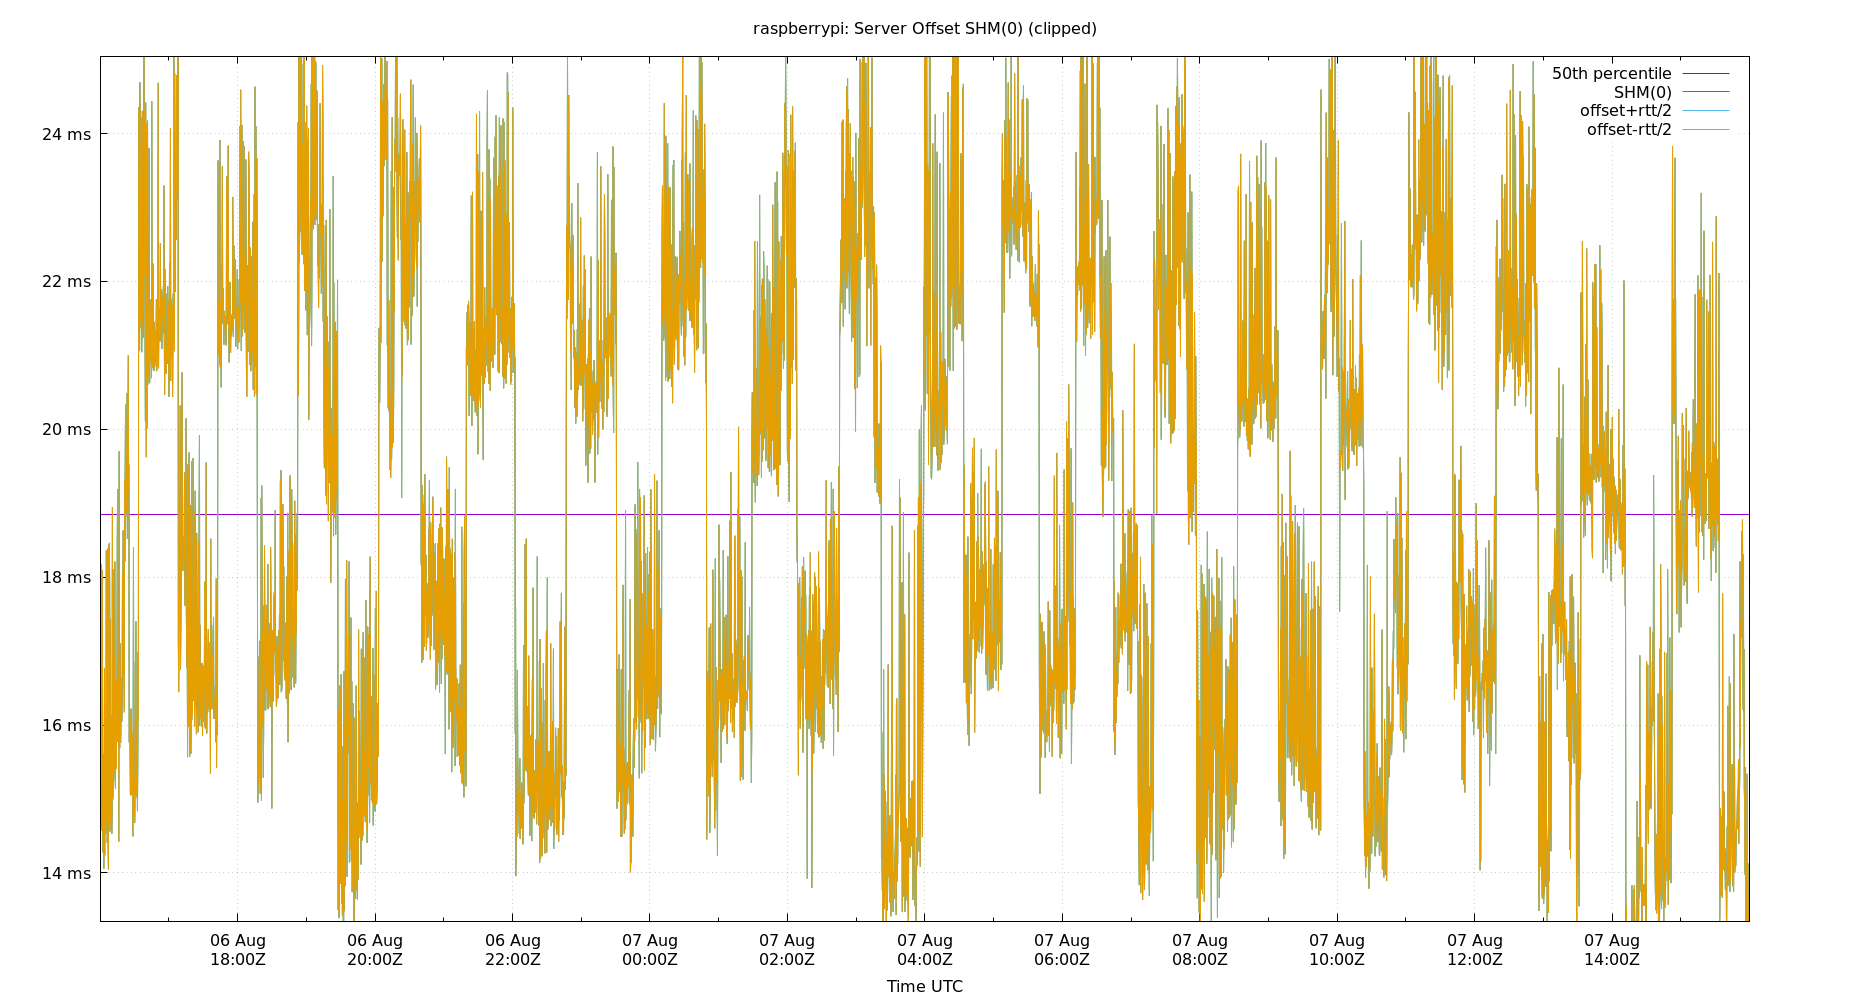 raspberrypi: Server Offset SHM(0) (clipped)
50th percentile
SHM(0)
offset+rtt/2
offset-rtt/2
24 ms
22 ms
20 ms
18 ms
16 ms
14 ms
06 Aug 06 Aug 06 Aug 07 Aug 07 Aug 07 Aug 07 Aug 07 Aug 07 Aug 07 Aug 07 Aug
18:00Z 20:00Z 22:00Z 00:00Z 02:00Z 04:00Z 06:00Z 08:00Z 10:00Z 12:00Z 14:00Z
Time UTC